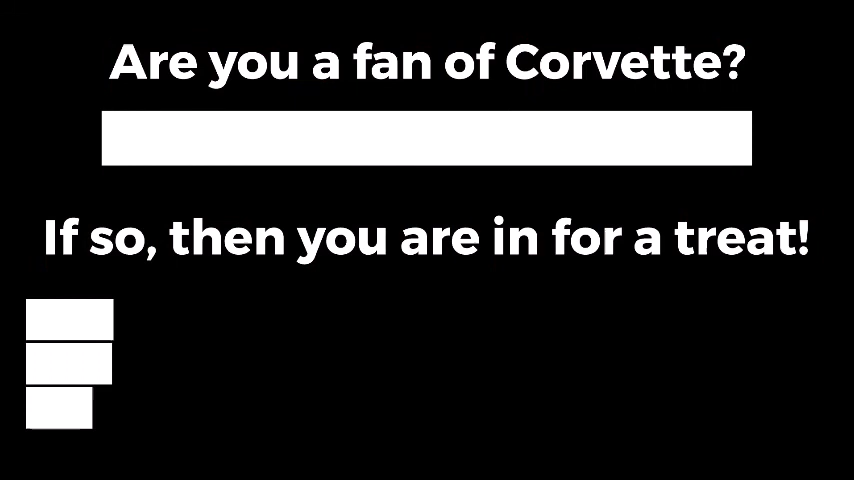 Are you a fan of Corvette?
If so, then you are in for a treat!